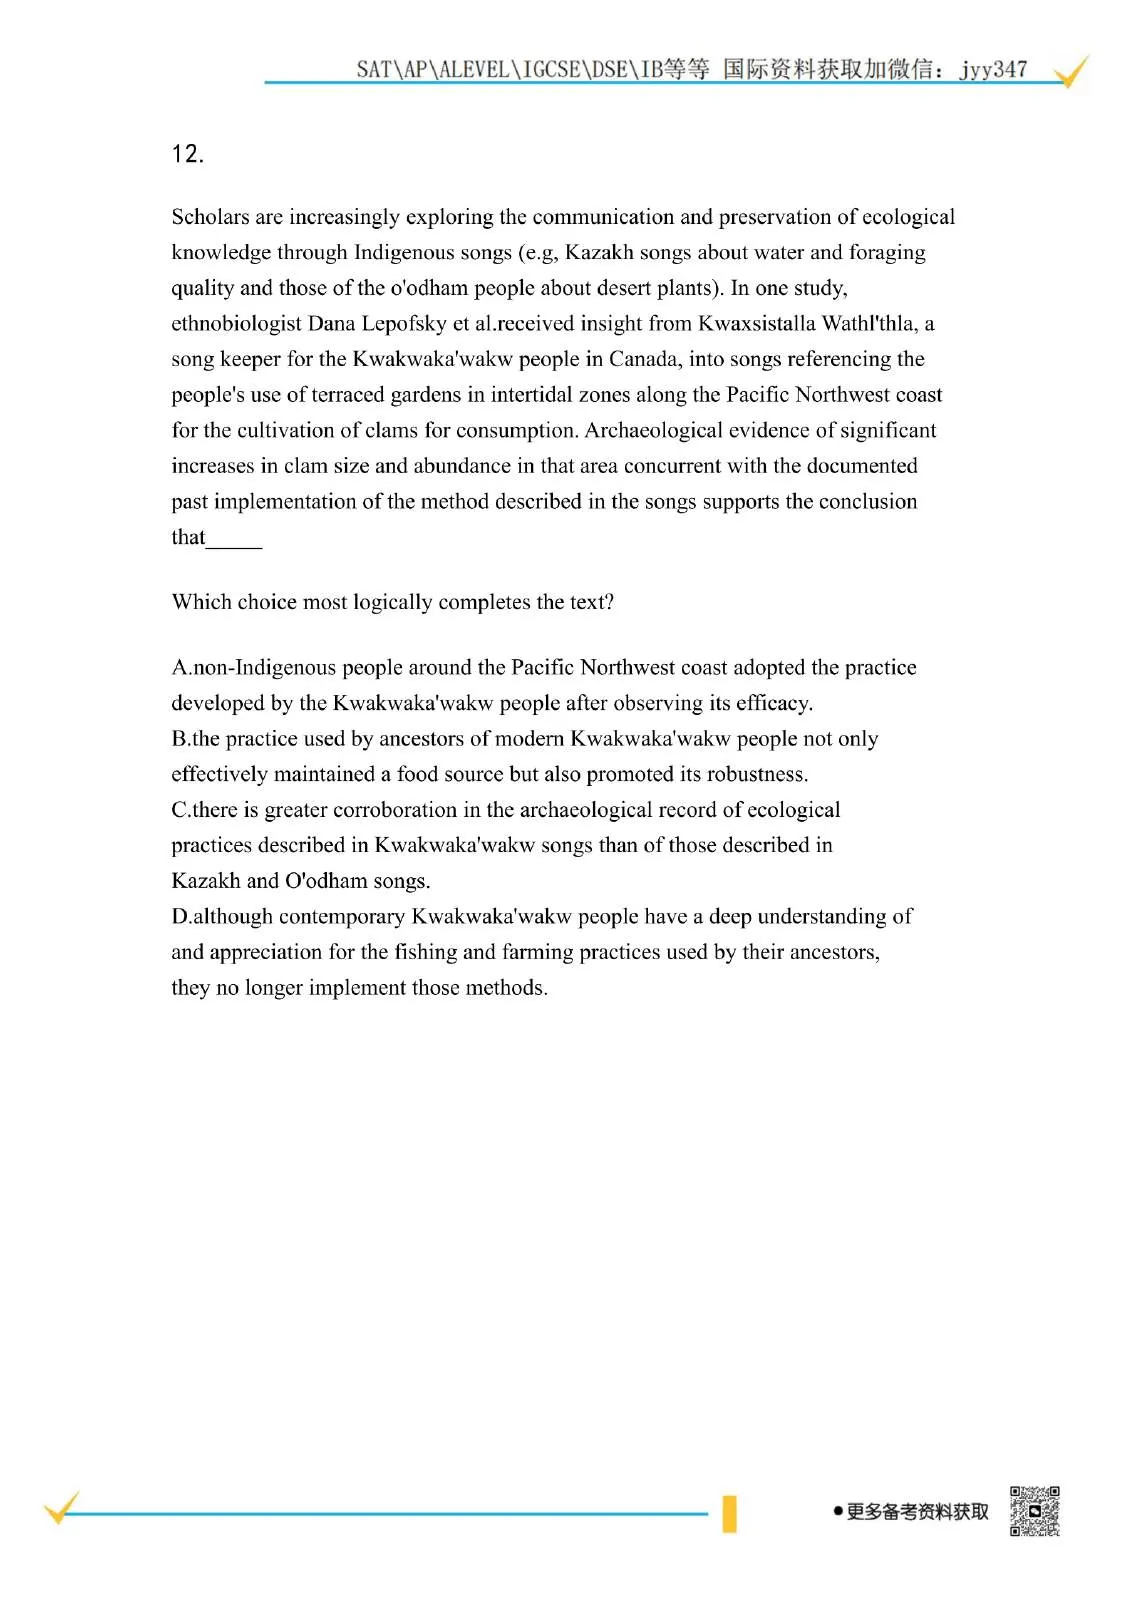 SAT\AP\ALEVEL\IGCSE\DSE\IB等等 国际资料获取加微信：jyy347
12.
Scholars are increasingly exploring the communication and preservation of ecological
knowledge through Indigenous songs (e.g, Kazakh songs about water and foraging
quality and those of the o'odham people about desert plants). In one study,
ethnobiologist Dana Lepofsky et al.received insight from Kwaxsistalla Wathl'thla, a
song keeper for the Kwakwaka'wakw people in Canada, into songs referencing the
people's use of terraced gardens in intertidal zones along the Pacific Northwest coast
for the cultivation of clams for consumption. Archaeological evidence of significant
increases in clam size and abundance in that area concurrent with the documented
past implementation of the method described in the songs supports the conclusion
that_____
Which choice most logically completes the text?
A.non-Indigenous people around the Pacific Northwest coast adopted the practice
developed by the Kwakwaka'wakw people after observing its efficacy.
B.the practice used by ancestors of modern Kwakwaka'wakw people not only
effectively maintained a food source but also promoted its robustness.
C.there is greater corroboration in the archaeological record of ecological
practices described in Kwakwaka'wakw songs than of those described in
Kazakh and O'odham songs.
D.although contemporary Kwakwaka'wakw people have a deep understanding of
and appreciation for the fishing and farming practices used by their ancestors,
they no longer implement those methods.
●更多备考资料获取